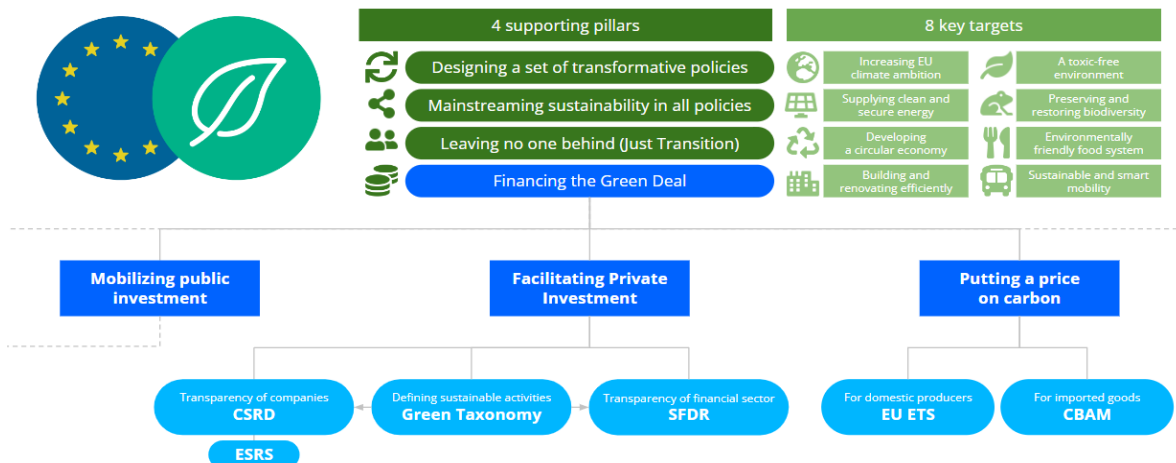 4 supporting pillars
Designing a set of transformative policies
Mainstreaming sustainability in all policies
Leaving no one behind (Just Transition)
Financing the Green Deal
8 key targets
Increasing EU
climate ambition
A toxic-free
environment
Supplying clean and
secure energy
Preserving and
restoring biodiversity
Developing
a circular economy
Environmentally
friendly food system
Building and
renovating efficiently
Sustainable and smart
mobility
Mobilizing public
investment
Facilitating Private
Investment
Putting a price
on carbon
Transparency of companies
CSRD
Defining sustainable activities
Green Taxonomy
Transparency of financial sector
SFDR
For domestic producers
EU ETS
For imported goods
CBAM
ESRS